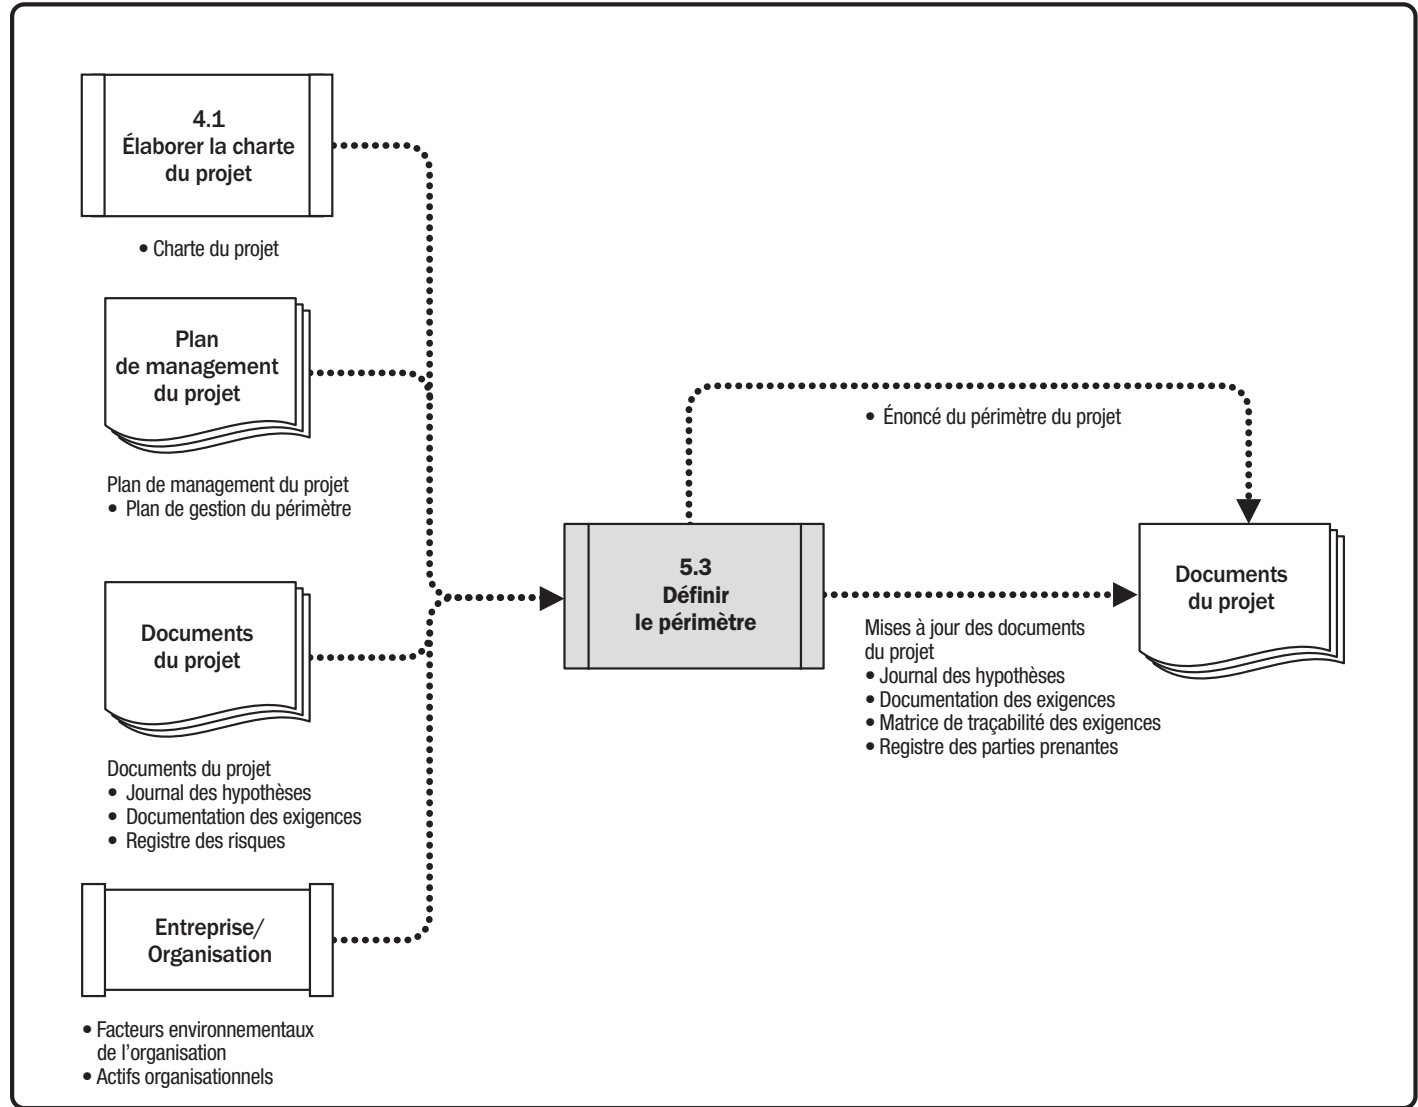 4.1
Élaborer la charte
du projet
• Charte du projet
Plan
de management
du projet
Plan de management du projet
• Plan de gestion du périmètre
Documents
du projet
Documents du projet
• Journal des hypothèses
• Documentation des exigences
• Registre des risques
Entreprise/
Organisation
• Facteurs environnementaux
de l'organisation
• Actifs organisationnels
5.3
Définir
le périmètre
• Énoncé du périmètre du projet
Mises à jour des documents
du projet
• Journal des hypothèses
• Documentation des exigences
• Matrice de traçabilité des exigences
• Registre des parties prenantes
Documents
du projet